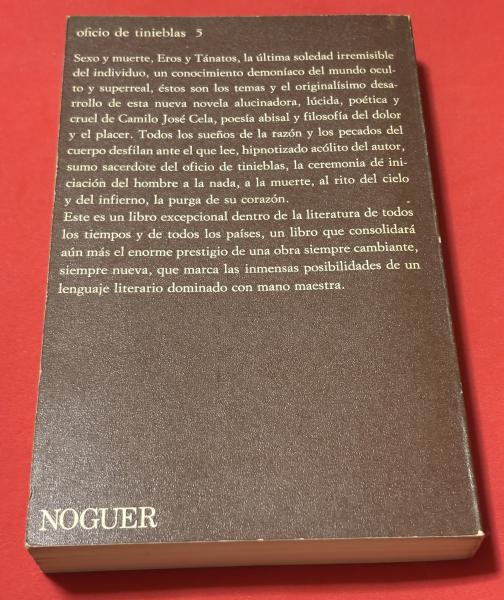 oficio de tinieblas 5
Sexo y muerte, Eros y Tánatos, la última soledad irremisible
del individuo, un conocimiento demoníaco del mundo ocul-
to y superreal, éstos son los temas y el originalísimo desa-
rrollo de esta nueva novela alucinadora, lúcida, poética y
cruel de Camilo José Cela, poesía abisal y filosofía del dolor
y el placer. Todos los sueños de la razón y los pecados del
cuerpo desfilan ante el que lee, hipnotizado acólito del autor,
sumo sacerdote del oficio de tinieblas, la ceremonia de ini-
ciación del hombre a la nada, a la muerte, al rito del cielo
y del infierno, la purga de su corazón.
Este es un libro excepcional dentro de la literatura de todos
los tiempos y de todos los países, un libro que consolidará
aún más el enorme prestigio de una obra siempre cambiante,
siempre nueva, que marca las inmensas posibilidades de un
lenguaje literario dominado con mano maestra.
NOGUER